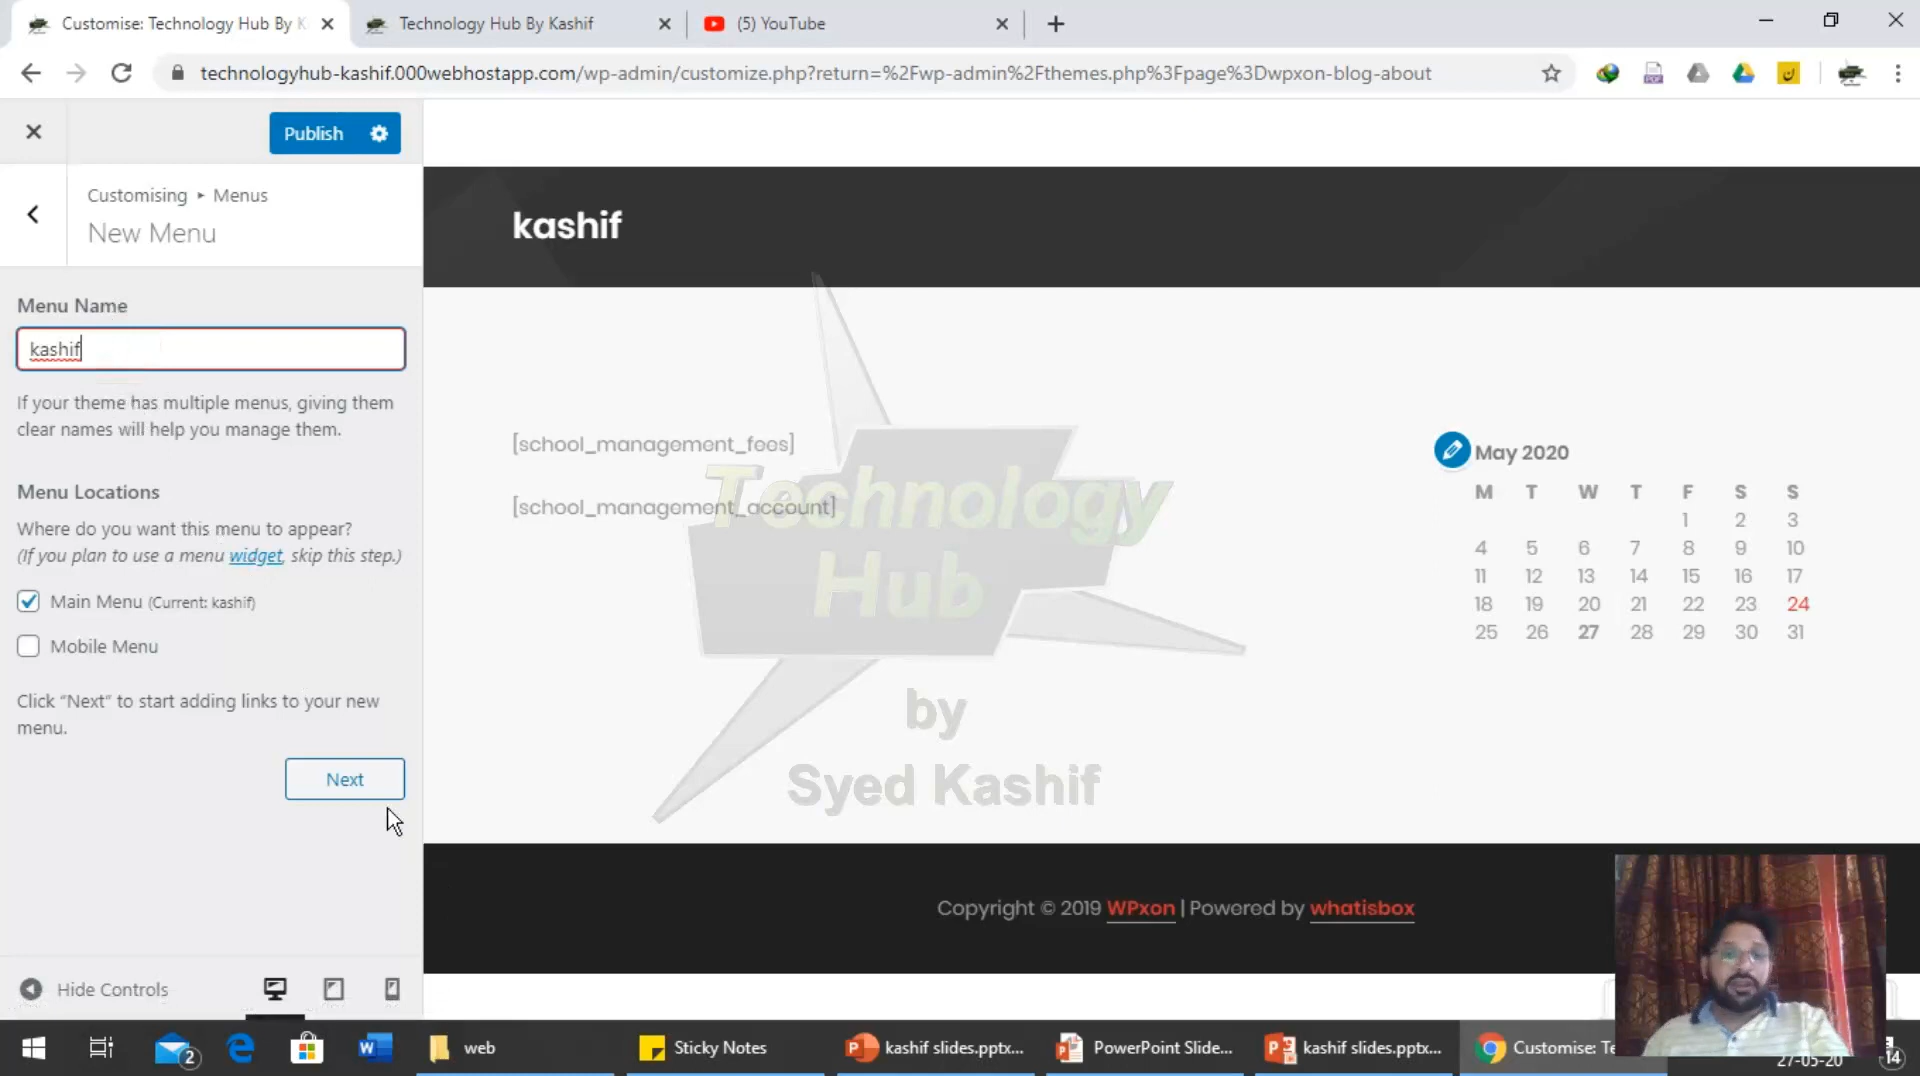 Customise: Technology Hub By K
Technology Hub By Kashif
(5) YouTube
technologyhub-kashif.000webhostapp.com/wp-admin/customize.php?return=%2Fwp-admin%2Fthemes.php%3Fpage%3Dwpxon-blog-about
Publish
Customising ▸ Menus
New Menu
Menu Name
kashif
If your theme has multiple menus, giving them
clear names will help you manage them.
Menu Locations
Where do you want this menu to appear?
(If you plan to use a menu widget, skip this step.)
Main Menu (Current: kashif)
Mobile Menu
Click “Next” to start adding links to your new
menu.
Next
Hide Controls
kashif
[school_management_fees]
[school_management_account]
Technology
Hub
by
Syed Kashif
May 2020
M T W T F S S
1 2 3
4 5 6 7 8 9 10
11 12 13 14 15 16 17
18 19 20 21 22 23 24
25 26 27 28 29 30 31
Copyright © 2019 WPxon | Powered by whatisbox
2
web
Sticky Notes
kashif slides.pptx...
PowerPoint Slide...
kashif slides.pptx...
Customise: Te
27-05-20
14